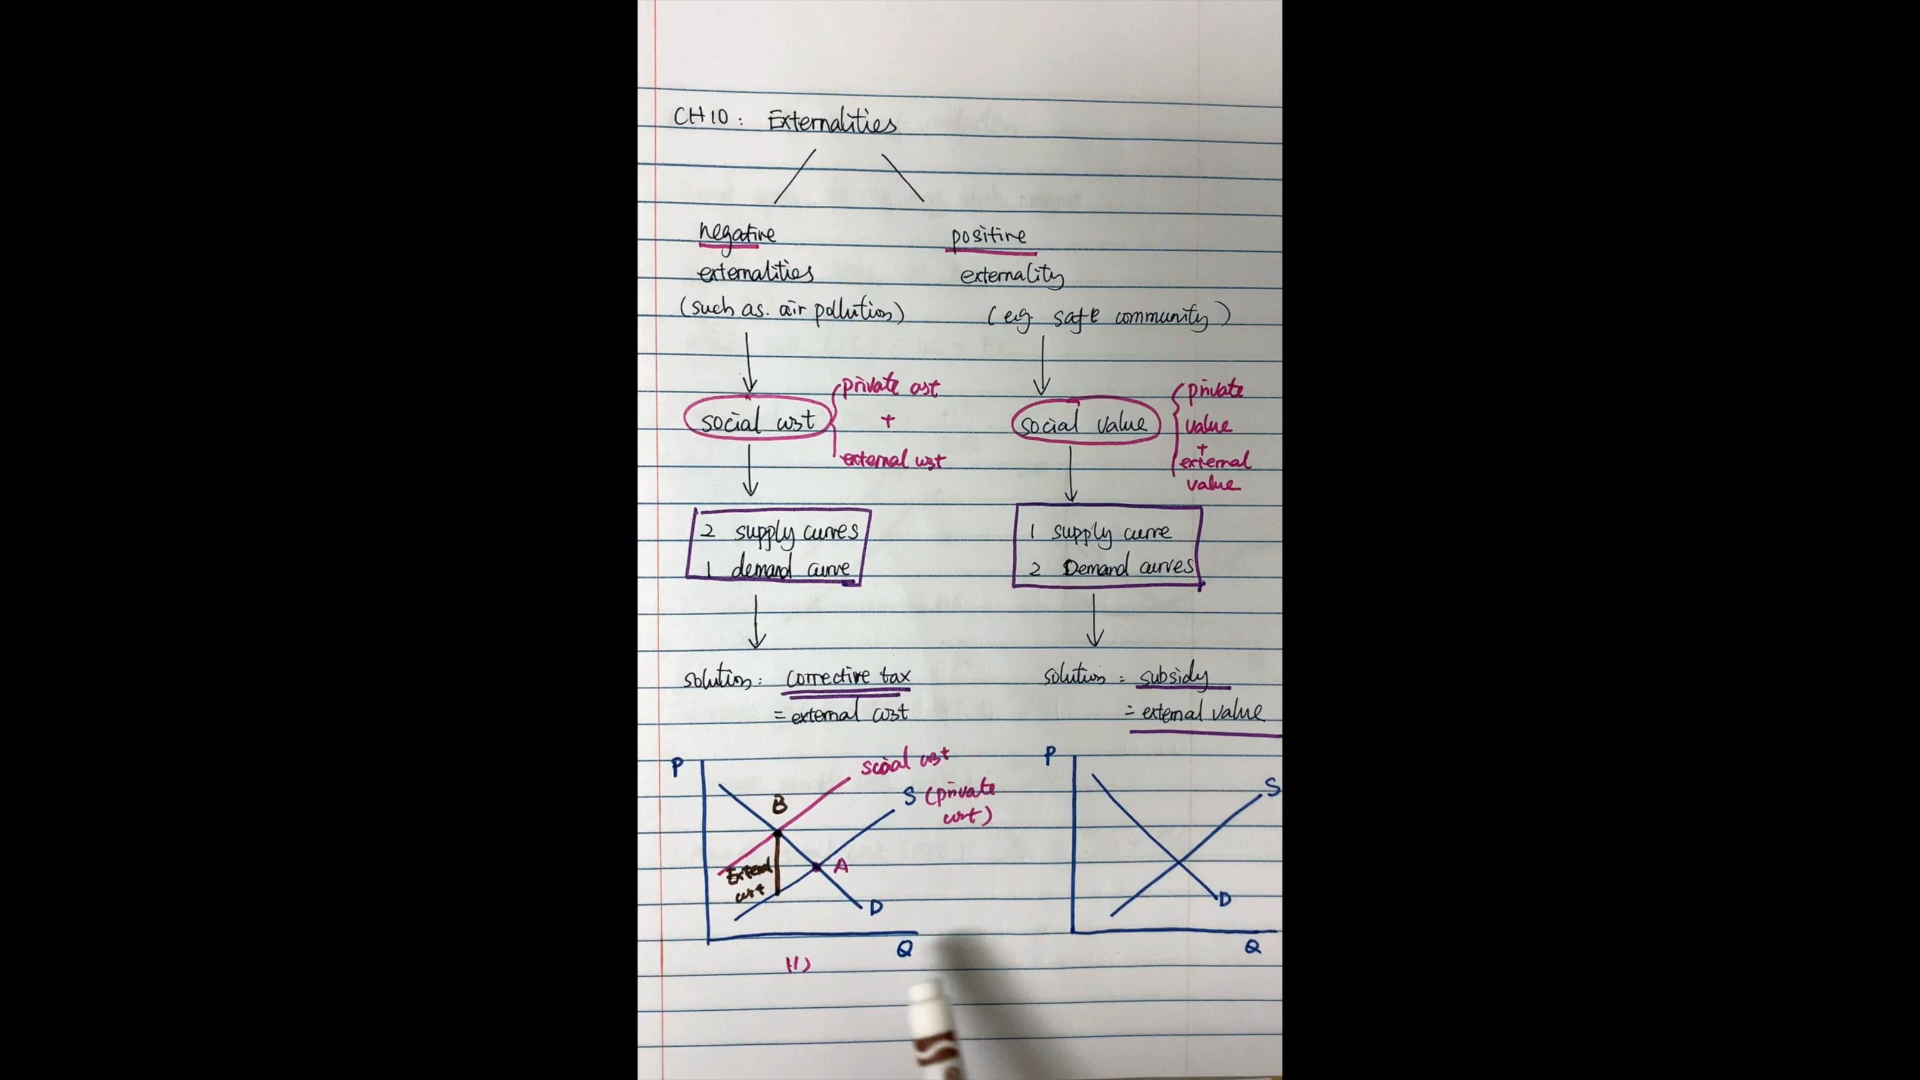 CH10: Externalities
negative
externalities
(such as. air pollution)
positive
externality
(e.g. safe community)
social cost
private cost
+
external cost
social value
private
value
+
external
value
2 supply curves
1 demand curve
1 supply curve
2 Demand curves
solution: corrective tax
= external cost
solution = subsidy
= external value
P
social cost
S (private
cost)
B
A
cost
D
Q
(1)
P
S
D
Q